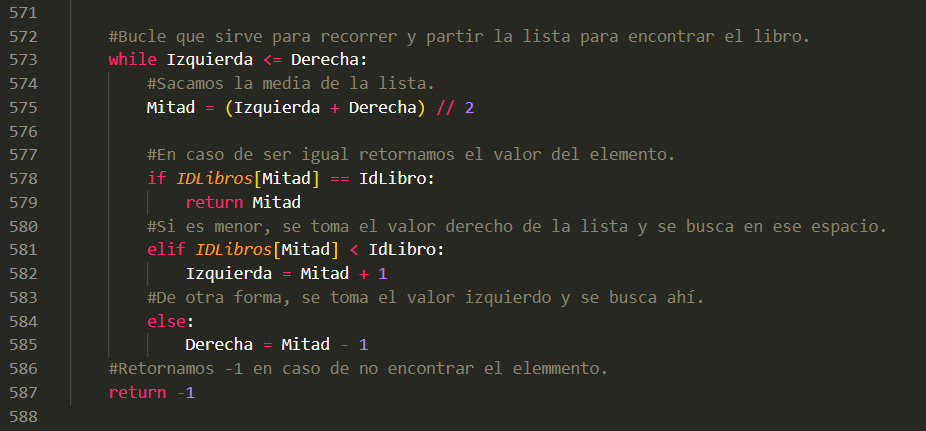 571
572 #Bucle que sirve para recorrer y partir la lista para encontrar el libro.
573 while Izquierda <= Derecha:
574 #Sacamos la media de la lista.
575 Mitad = (Izquierda + Derecha) // 2
576
577 #En caso de ser igual retornamos el valor del elemento.
578 if IDLibros[Mitad] == IdLibro:
579 return Mitad
580 #Si es menor, se toma el valor derecho de la lista y se busca en ese espacio.
581 elif IDLibros[Mitad] < IdLibro:
582 Izquierda = Mitad + 1
583 #De otra forma, se toma el valor izquierdo y se busca ahí.
584 else:
585 Derecha = Mitad - 1
586 #Retornamos -1 en caso de no encontrar el elemmento.
587 return -1
588